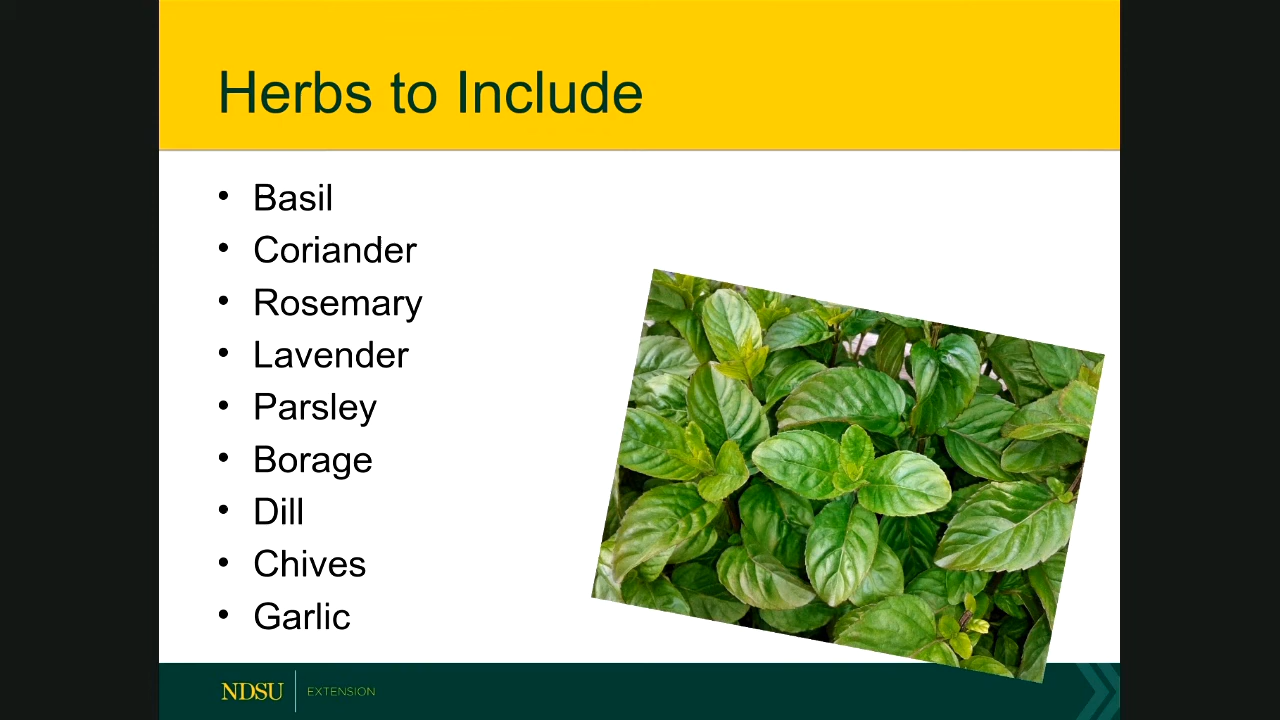 Herbs to Include
• Basil
• Coriander
• Rosemary
• Lavender
• Parsley
• Borage
• Dill
• Chives
• Garlic
NDSU EXTENSION